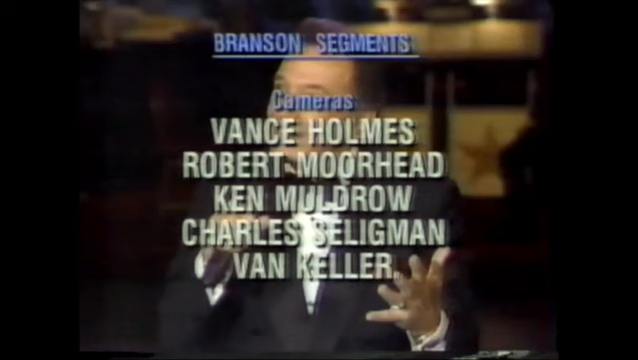 BRANSON SEGMENTS
Cameras
VANCE HOLMES
ROBERT MOORHEAD
KEN MULDROW
CHARLES SELIGMAN
VAN KELLER